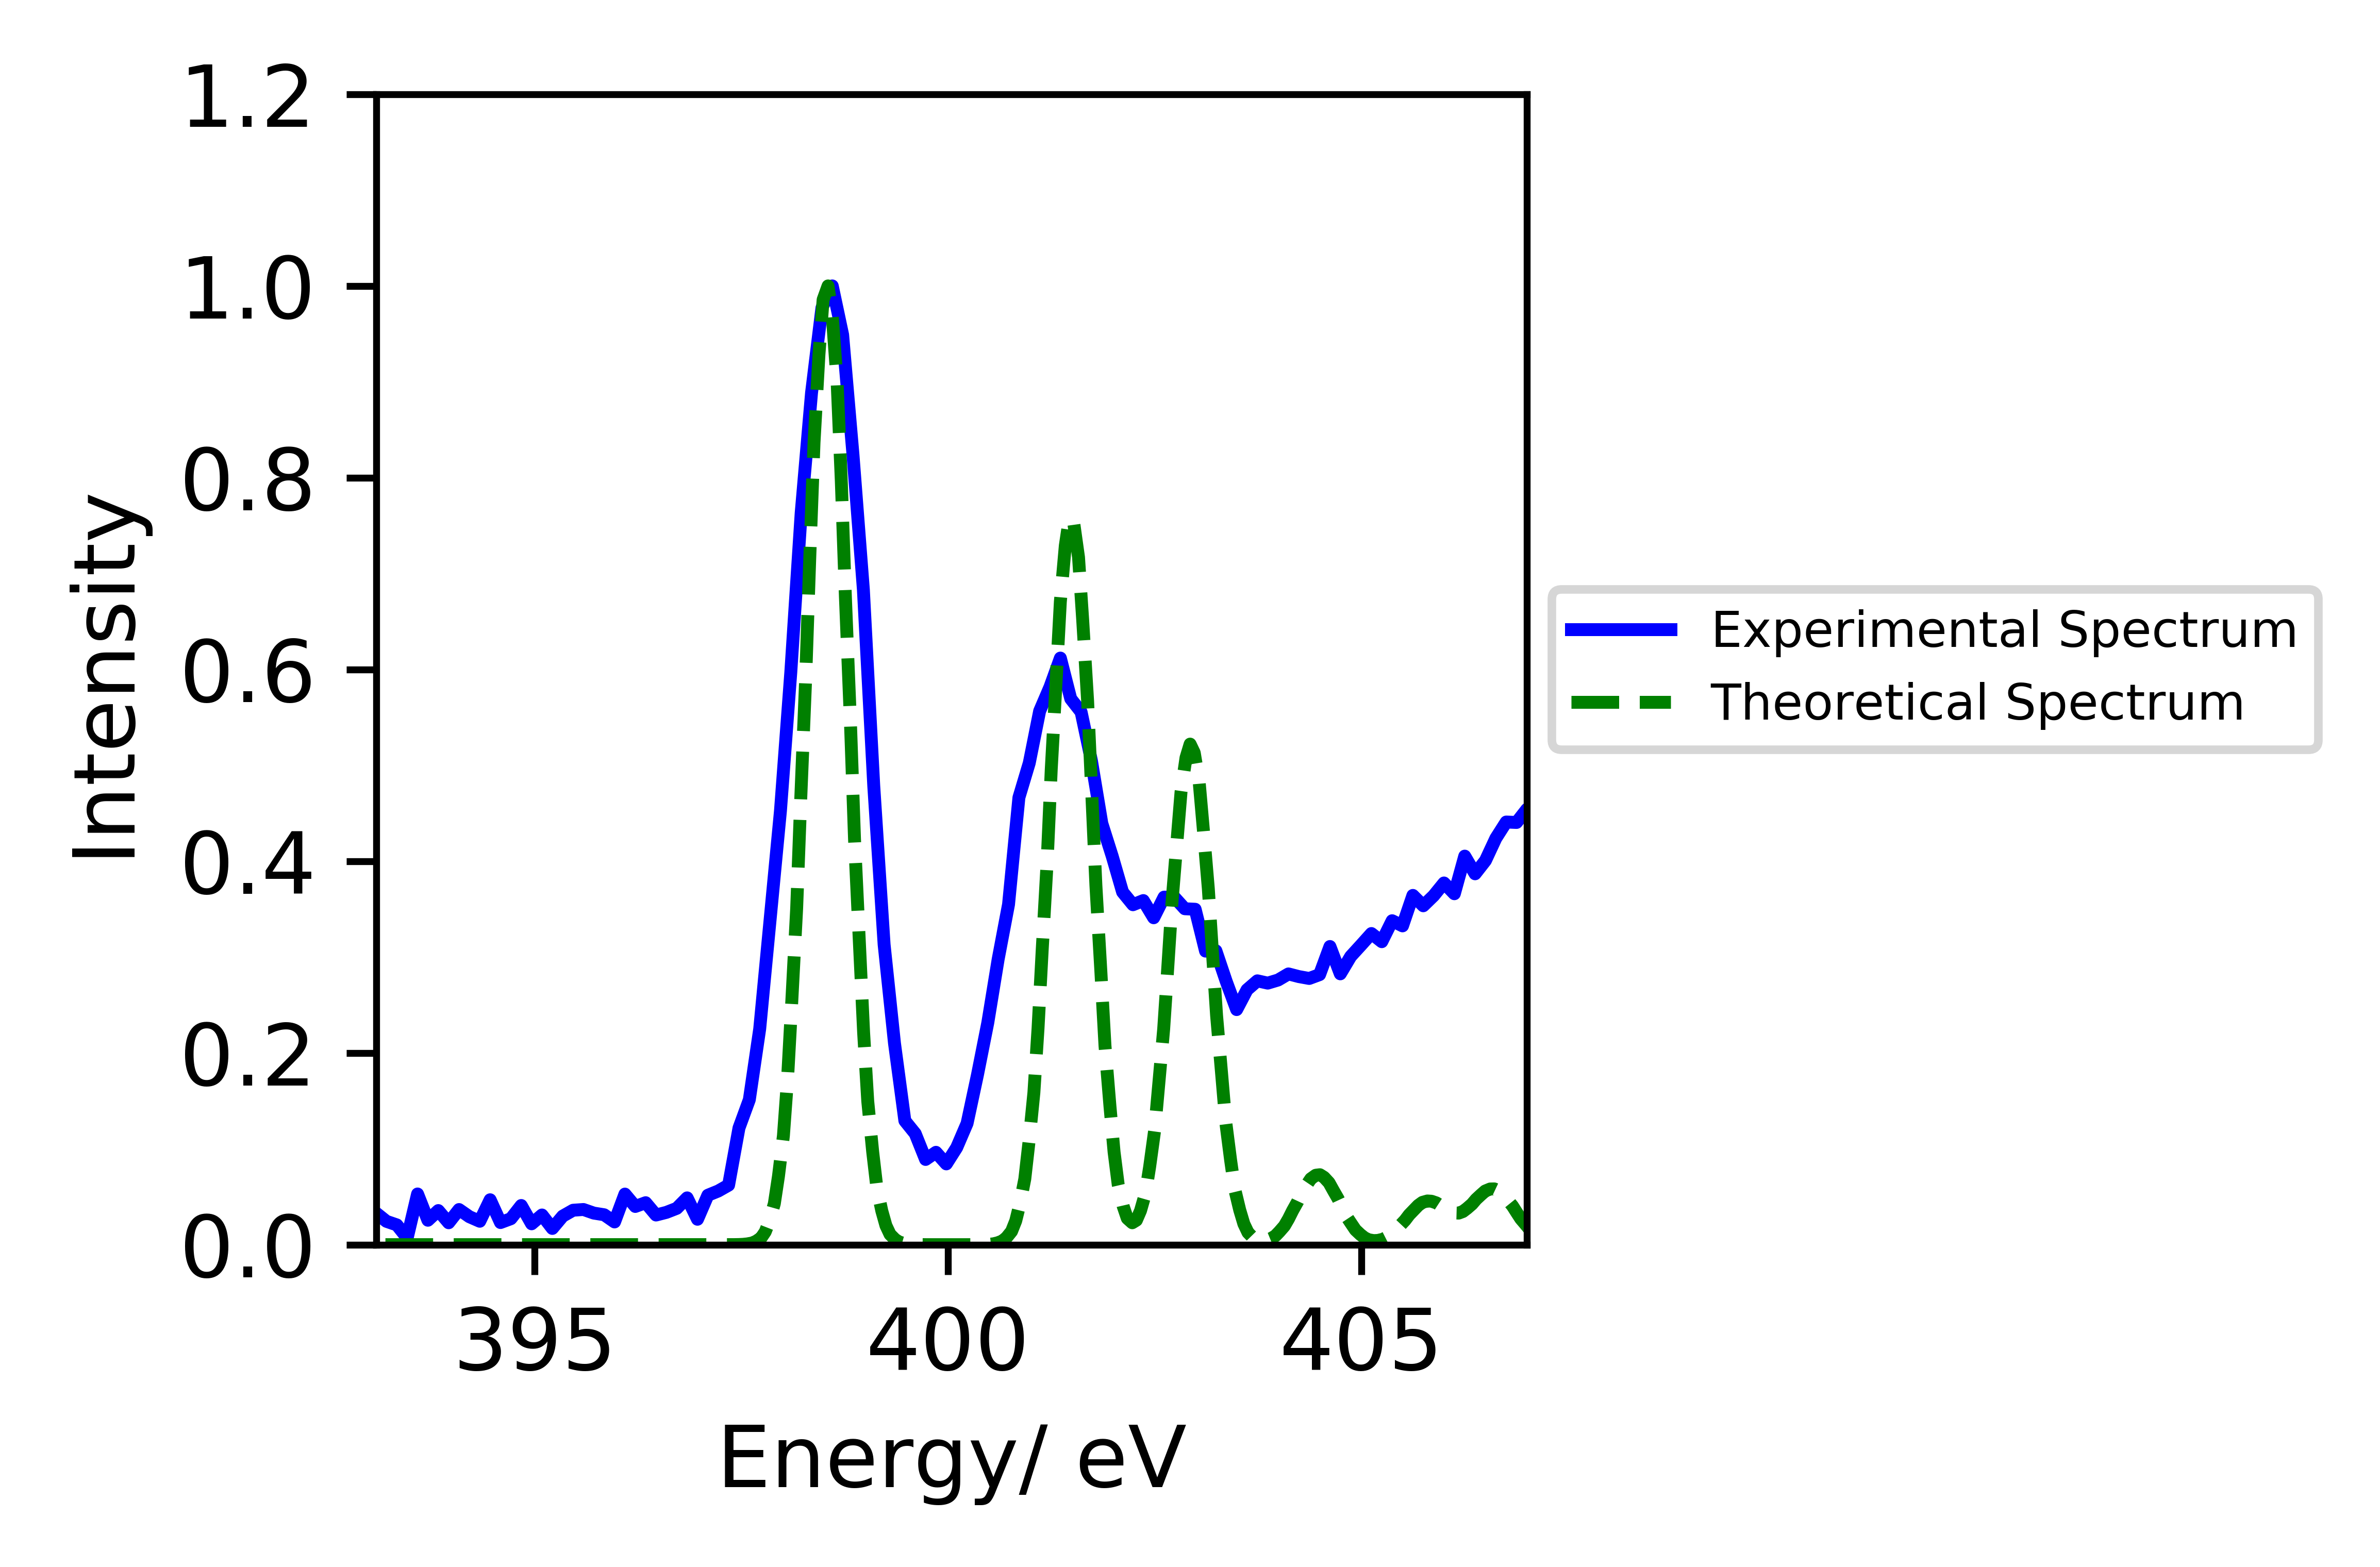 1.2
1.0
0.8
0.6
0.4
0.2
0.0
Intensity
395 400 405
Energy/ eV
Experimental Spectrum
Theoretical Spectrum